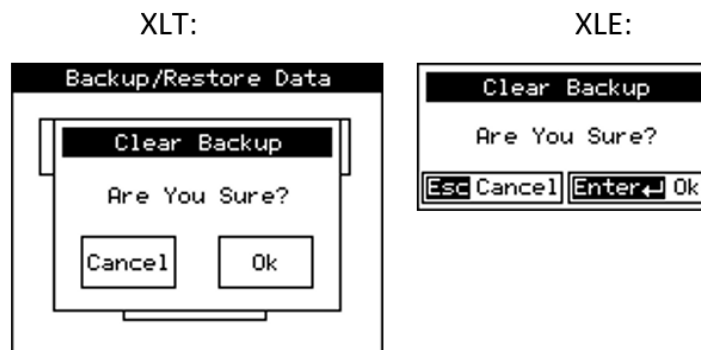 XLT:
Backup/Restore Data
Clear Backup
Are You Sure?
Cancel
Ok
XLE:
Clear Backup
Are You Sure?
Esc Cancel Enter↵ Ok